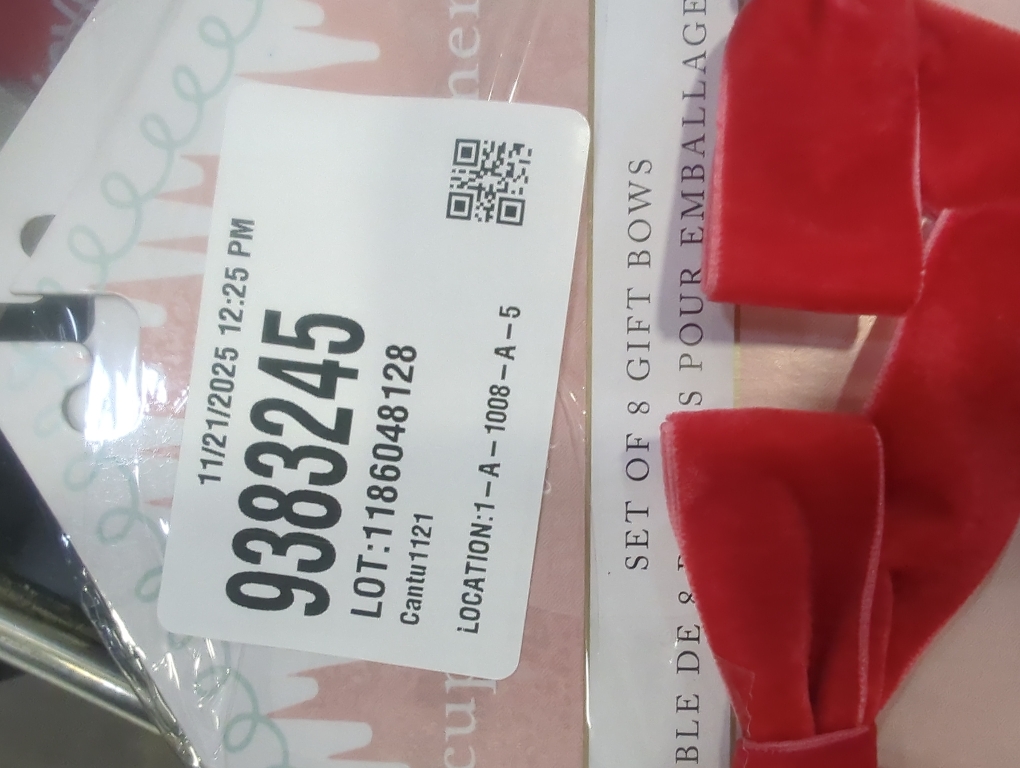 11/21/2025 12:25 PM
9383245
LOT:1186048128
Cantu1121
LOCATION:1-A-1008-A-5
SET OF 8 GIFT BOWS
POUR EMBALLAGE